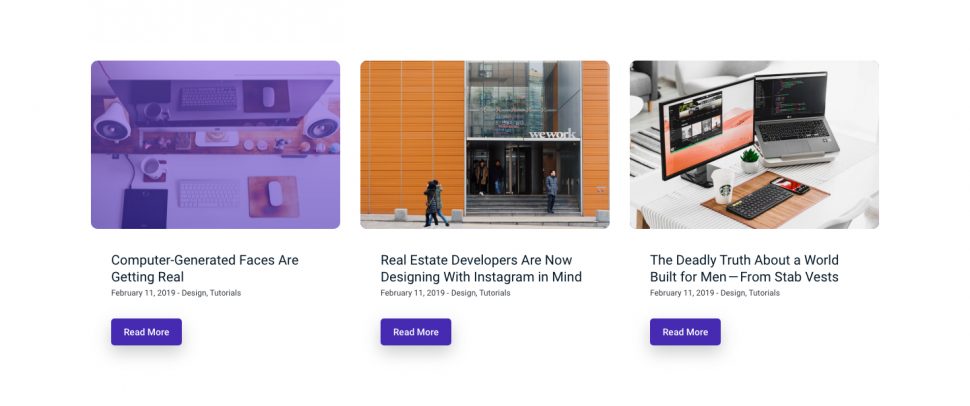 wework
Computer-Generated Faces Are
Getting Real
February 11, 2019 - Design, Tutorials
Read More
Real Estate Developers Are Now
Designing With Instagram in Mind
February 11, 2019 - Design, Tutorials
Read More
The Deadly Truth About a World
Built for Men — From Stab Vests
February 11, 2019 - Design, Tutorials
Read More